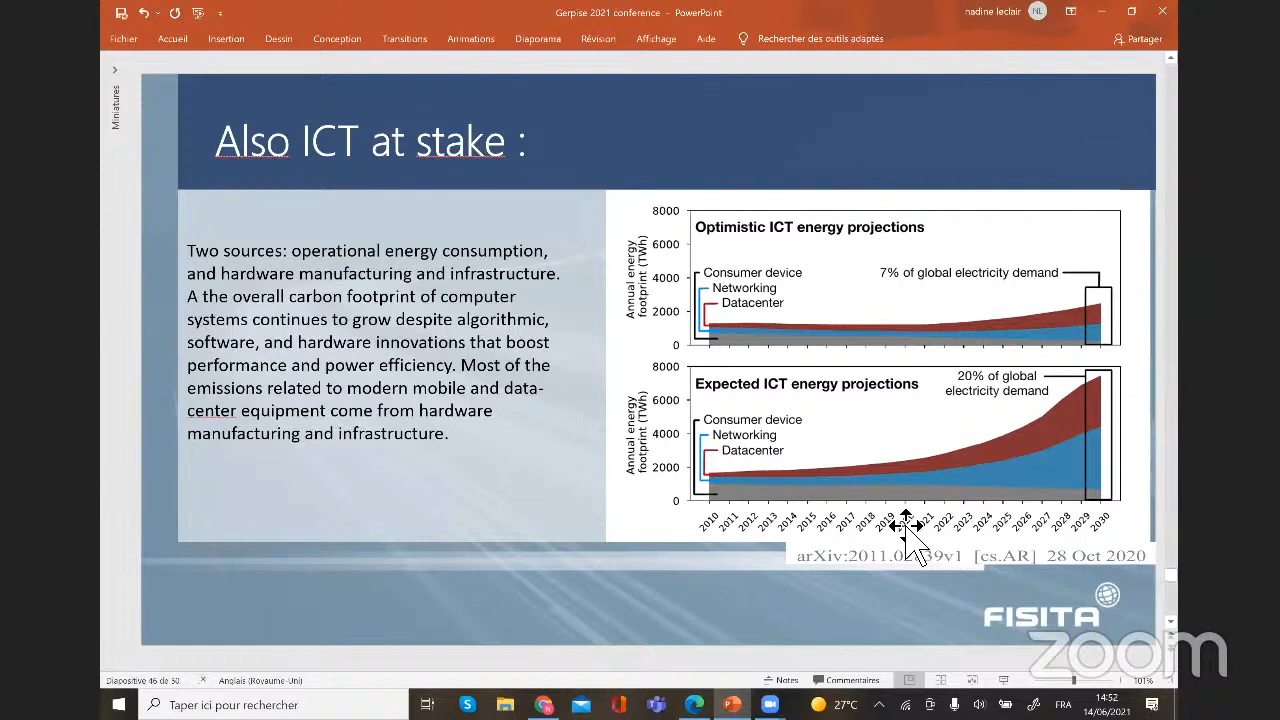 Gerpise 2021 conference - PowerPoint
nadine leclair NL
Fichier Accueil Insertion Dessin Conception Transitions Animations Diaporama Révision Affichage Aide Rechercher des outils adaptés Partager
Miniatures
Also ICT at stake :
Two sources: operational energy consumption,
and hardware manufacturing and infrastructure.
A the overall carbon footprint of computer
systems continues to grow despite algorithmic,
software, and hardware innovations that boost
performance and power efficiency. Most of the
emissions related to modern mobile and data-
center equipment come from hardware
manufacturing and infrastructure.
8000
6000
4000
2000
0
Annual energy
footprint (TWh)
Optimistic ICT energy projections
Consumer device
Networking
Datacenter
7% of global electricity demand
8000
6000
4000
2000
0
Annual energy
footprint (TWh)
Expected ICT energy projections
Consumer device
Networking
Datacenter
20% of global
electricity demand
2010 2011 2012 2013 2014 2015 2016 2017 2018 2019 2021 2022 2023 2024 2025 2026 2027 2028 2029 2030
[cs.AR] 28 Oct 2020
FISITA
zoom
Diapositive 46 de 50 Anglais (Royaume-Uni) Notes Commentaires 101%
Taper ici pour rechercher 27°C FRA 14:52
14/06/2021